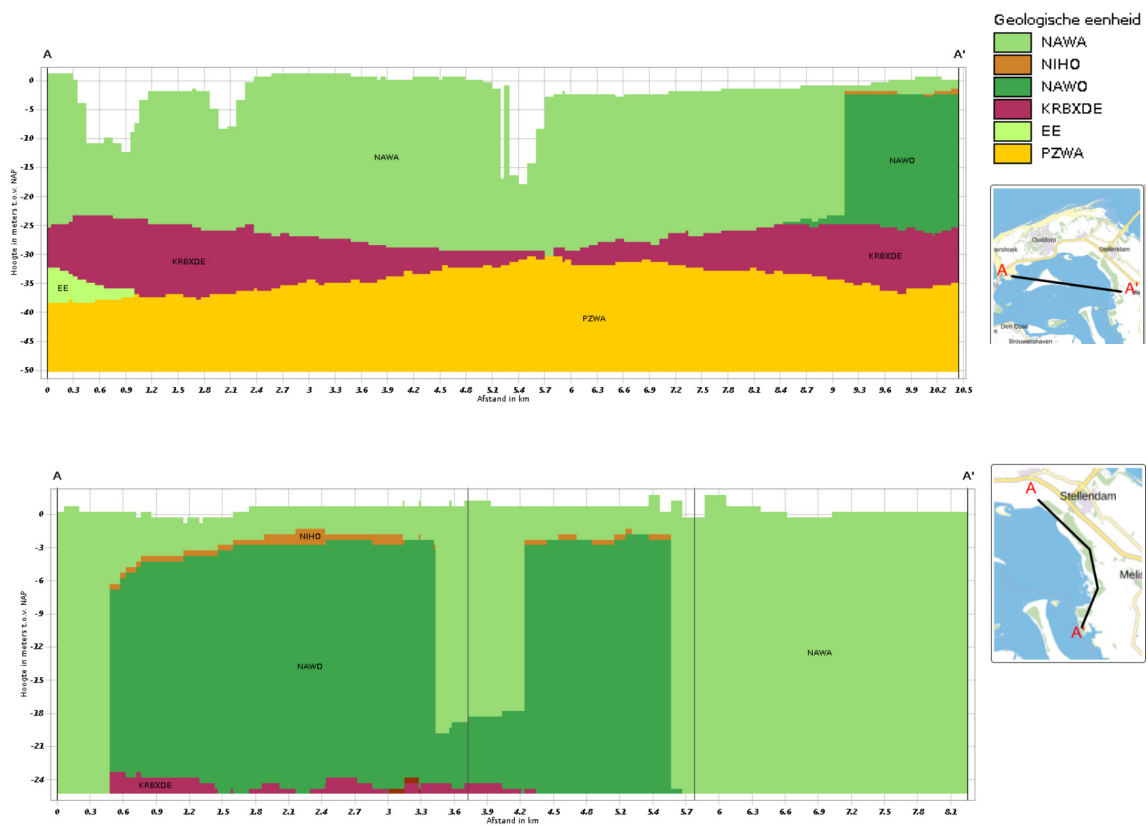 Geologische eenheid
NAWA
NIHO
NAWO
KRBXDE
EE
PZWA
A
A'
Hoogte in meters t.o.v. NAP
0
-5
-10
-15
-20
-25
-30
-35
-40
-45
-50
NAWA
NAWO
KRBXDE
KRBXDE
EE
PZWA
0 0.3 0.6 0.9 1.2 1.5 1.8 2.1 2.4 2.7 3 3.3 3.6 3.9 4.2 4.5 4.8 5.1 5.4 5.7 6 6.3 6.6 6.9 7.2 7.5 7.8 8.1 8.4 8.7 9 9.3 9.6 9.9 10.2 10.5
Afstand in km
Ouddorp
Stellendam
A
A'
Den Osse
Brouwershaven
A
A'
Hoogte in meters t.o.v. NAP
0
-3
-6
-9
-12
-15
-18
-21
-24
NIHO
NAWO
NAWA
KRBXDE
0 0.3 0.6 0.9 1.2 1.5 1.8 2.1 2.4 2.7 3 3.3 3.6 3.9 4.2 4.5 4.8 5.1 5.4 5.7 6 6.3 6.6 6.9 7.2 7.5 7.8 8.1
Afstand in km
A
Stellendam
Melis
A'